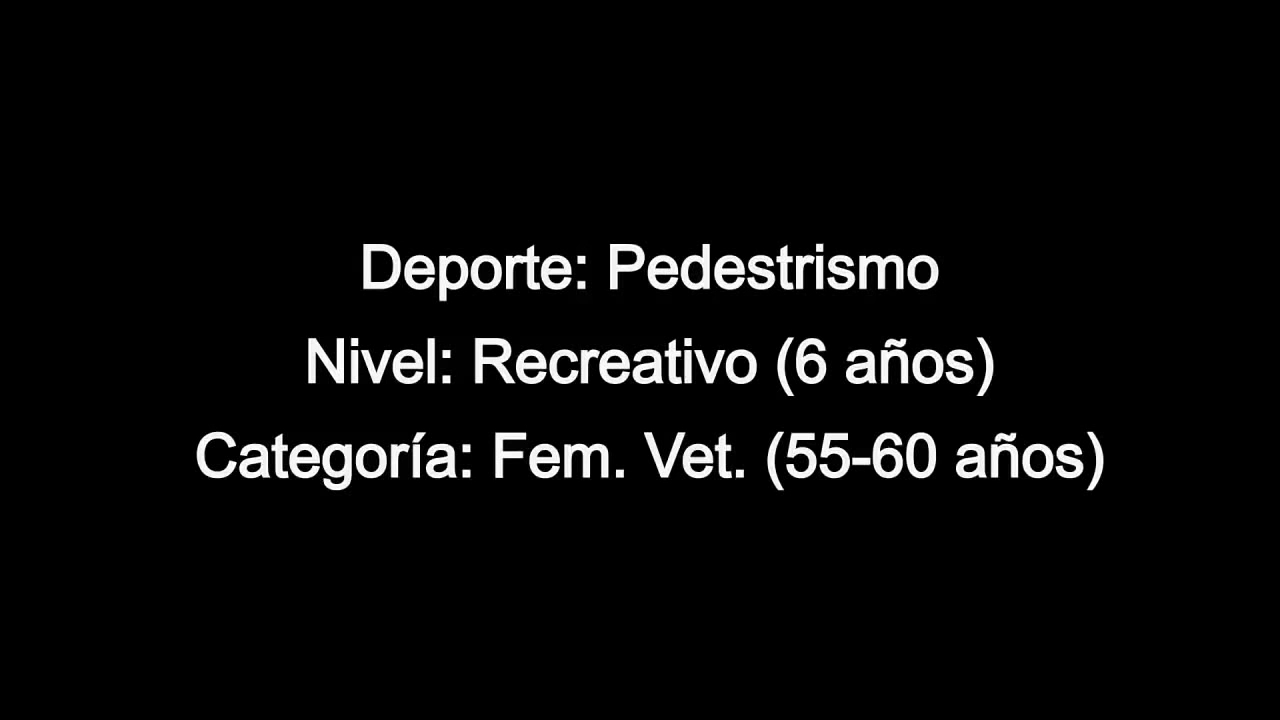 Deporte: Pedestrismo
Nivel: Recreativo (6 años)
Categoría: Fem. Vet. (55-60 años)